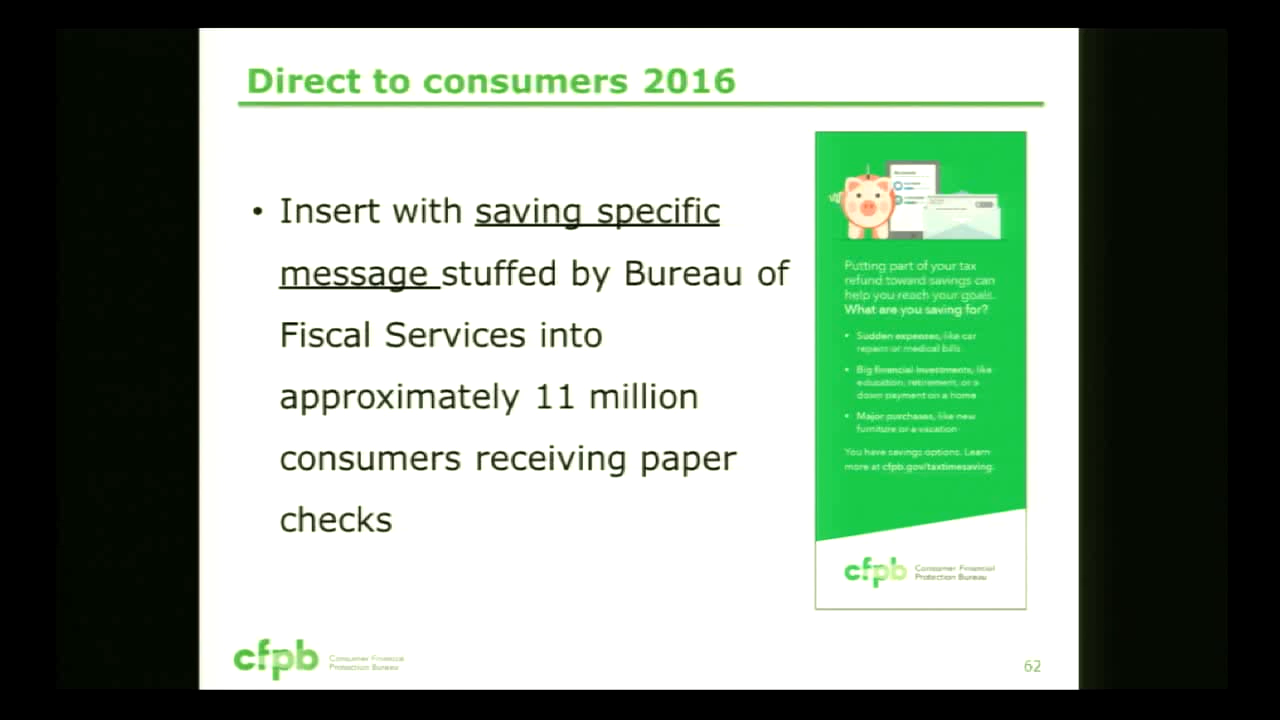 Direct to consumers 2016
• Insert with saving specific
message stuffed by Bureau of
Fiscal Services into
approximately 11 million
consumers receiving paper
checks
Putting part of your tax
refund toward savings can
help you reach your goals.
What are you saving for?
• Sudden expenses, like car
repairs or medical bills
• Big financial investments, like
education, retirement, or a
down payment on a home
• Major purchases, like new
furniture or a vacation
You have savings options. Learn
more at cfpb.gov/taxtimesaving.
cfpb Consumer Financial
Protection Bureau
cfpb Consumer Financial
Protection Bureau
62